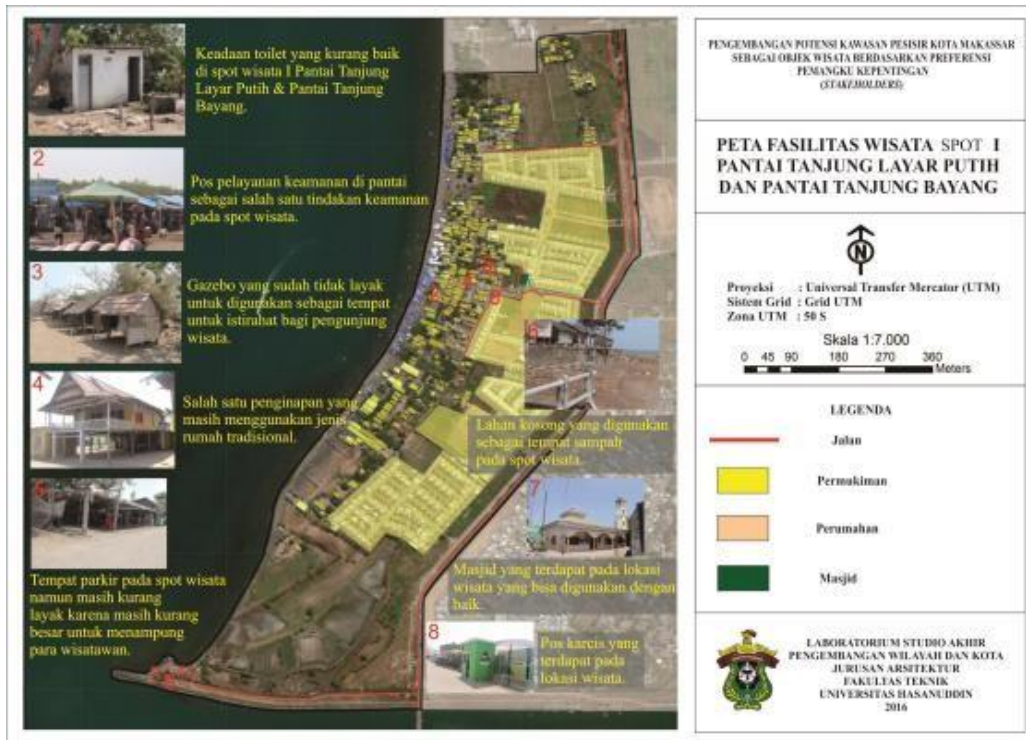 1
Keadaan toilet yang kurang baik
di spot wisata I Pantai Tanjung
Layar Putih & Pantai Tanjung
Bayang.
2
Pos pelayanan keamanan di pantai
sebagai salah satu tindakan keamanan
pada spot wisata.
3
Gazebo yang sudah tidak layak
untuk digunakan sebagai tempat
untuk istirahat bagi pengunjung
wisata.
4
Salah satu penginapan yang
masih menggunakan jenis
rumah tradisional.
5
Tempat parkir pada spot wisata
namun masih kurang
layak karena masih kurang
besar untuk menampung
para wisatawan.
6
Lahan kosong yang digunakan
sebagai tempat sampah
pada spot wisata.
7
Masjid yang terdapat pada lokasi
wisata yang bisa digunakan dengan
baik.
8
Pos karcis yang
terdapat pada
lokasi wisata.
PENGEMBANGAN POTENSI KAWASAN PESISIR KOTA MAKASSAR
SEBAGAI OBJEK WISATA BERDASARKAN PREFERENSI
PEMANGKU KEPENTINGAN
(STAKEHOLDERS)
PETA FASILITAS WISATA SPOT I
PANTAI TANJUNG LAYAR PUTIH
DAN PANTAI TANJUNG BAYANG
N
Proyeksi : Universal Transfer Mercator (UTM)
Sistem Grid : Grid UTM
Zona UTM : 50 S
Skala 1:7.000
0 45 90 180 270 360
Meters
LEGENDA
Jalan
Permukiman
Perumahan
Masjid
LABORATORIUM STUDIO AKHIR
PENGEMBANGAN WILAYAH DAN KOTA
JURUSAN ARSITEKTUR
FAKULTAS TEKNIK
UNIVERSITAS HASANUDDIN
2016